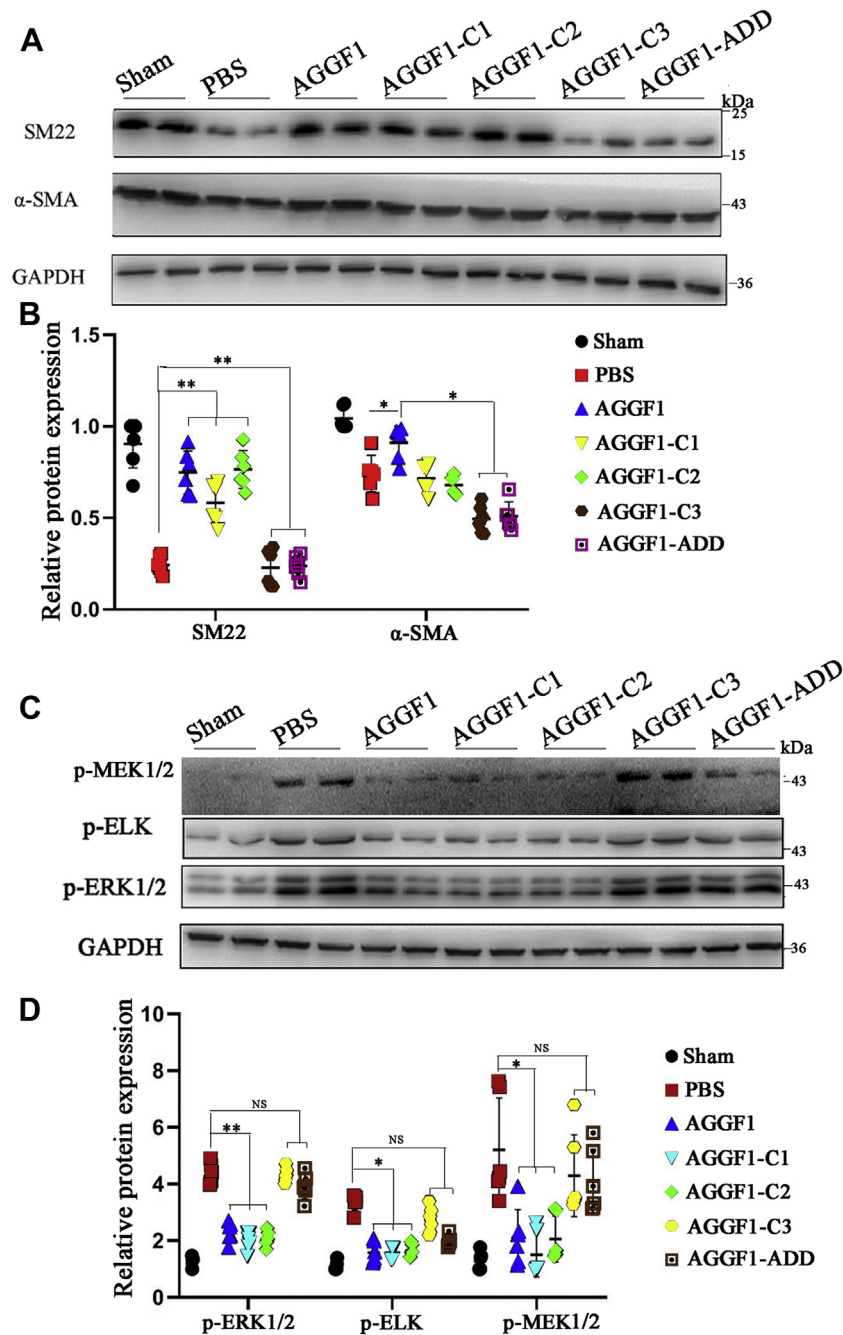 A
Sham PBS AGGF1 AGGF1-C1 AGGF1-C2 AGGF1-C3 AGGF1-ADD
kDa
25
SM22
15
α-SMA
43
GAPDH
36
B
Relative protein expression
1.5
1.0
0.5
0.0
** ** * *
SM22 α-SMA
Sham
PBS
AGGF1
AGGF1-C1
AGGF1-C2
AGGF1-C3
AGGF1-ADD
C
Sham PBS AGGF1 AGGF1-C1 AGGF1-C2 AGGF1-C3 AGGF1-ADD
kDa
p-MEK1/2
43
p-ELK
43
p-ERK1/2
43
GAPDH
36
D
Relative protein expression
10
8
6
4
2
0
NS ** NS * NS *
p-ERK1/2 p-ELK p-MEK1/2
Sham
PBS
AGGF1
AGGF1-C1
AGGF1-C2
AGGF1-C3
AGGF1-ADD